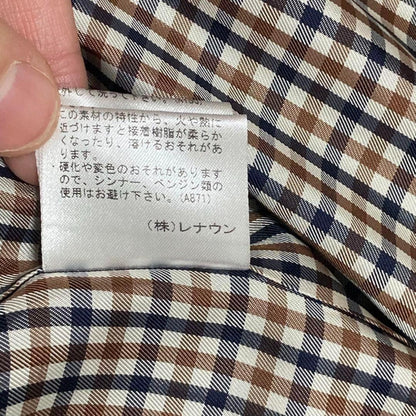 この素材の特性から、火や熱に
近づけますと接着樹脂が柔らか
くなったり、溶けるおそれがあ
ります。
・硬化や変色のおそれがあります
ので、シンナー、ベンジン類の
使用はお避け下さい。(A871)
(株)レナウン